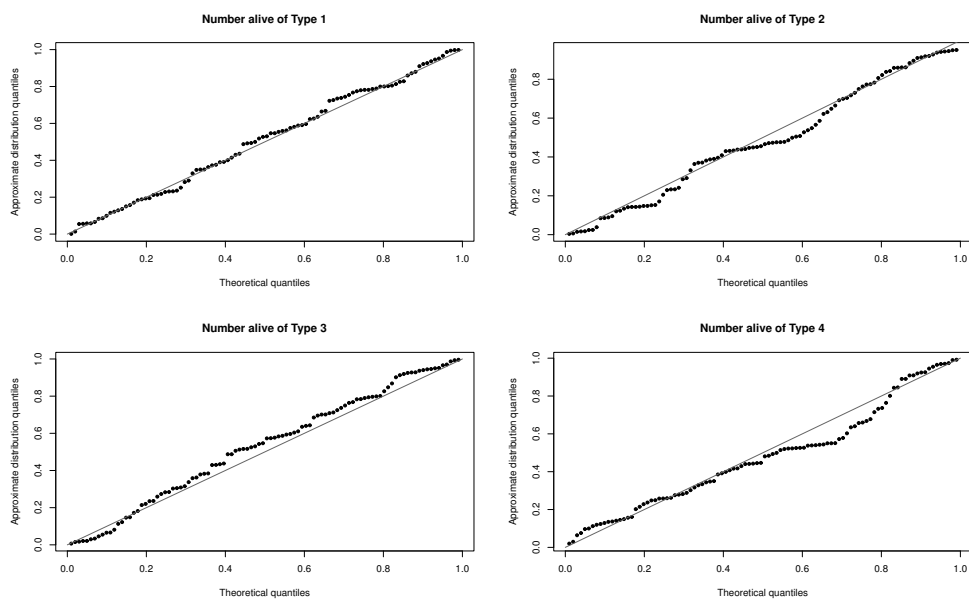 Number alive of Type 1
Approximate distribution quantiles
0.0 0.2 0.4 0.6 0.8 1.0
0.0 0.2 0.4 0.6 0.8 1.0
Theoretical quantiles
Number alive of Type 2
Approximate distribution quantiles
0.0 0.2 0.4 0.6 0.8
0.0 0.2 0.4 0.6 0.8 1.0
Theoretical quantiles
Number alive of Type 3
Approximate distribution quantiles
0.0 0.2 0.4 0.6 0.8 1.0
0.0 0.2 0.4 0.6 0.8 1.0
Theoretical quantiles
Number alive of Type 4
Approximate distribution quantiles
0.0 0.2 0.4 0.6 0.8 1.0
0.0 0.2 0.4 0.6 0.8 1.0
Theoretical quantiles